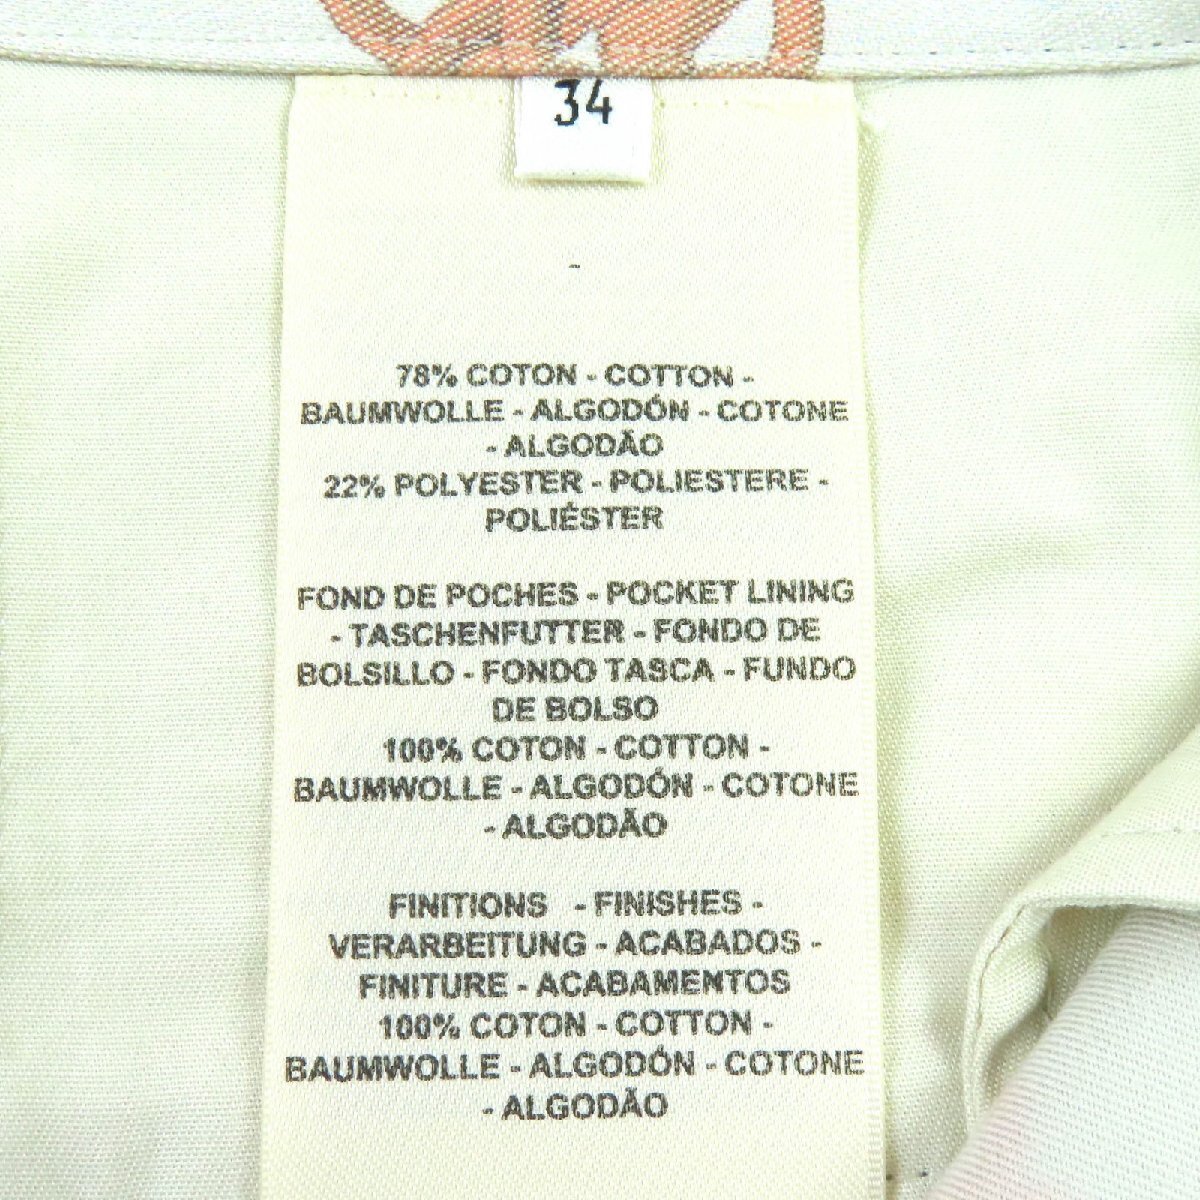 34
-
78% COTON - COTTON -
BAUMWOLLE - ALGODÓN - COTONE
- ALGODÃO
22% POLYESTER - POLIESTERE -
POLIÉSTER
FOND DE POCHES - POCKET LINING
- TASCHENFUTTER - FONDO DE
BOLSILLO - FONDO TASCA - FUNDO
DE BOLSO
100% COTON - COTTON -
BAUMWOLLE - ALGODÓN - COTONE
- ALGODÃO
FINITIONS - FINISHES -
VERARBEITUNG - ACABADOS -
FINITURE - ACABAMENTOS
100% COTON - COTTON -
BAUMWOLLE - ALGODÓN - COTONE
- ALGODÃO